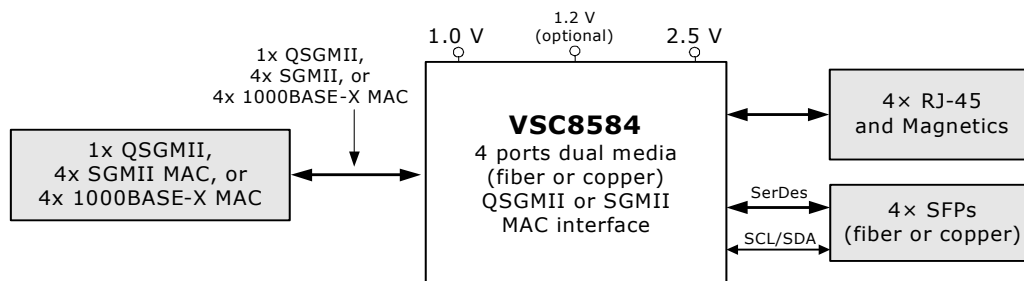 1.2 V
(optional)
1.0 V
2.5 V
1x QSGMII,
4x SGMII, or
4x 1000BASE-X MAC
1x QSGMII,
4x SGMII MAC, or
4x 1000BASE-X MAC
VSC8584
4 ports dual media
(fiber or copper)
QSGMII or SGMII
MAC interface
4× RJ-45
and Magnetics
SerDes
SCL/SDA
4× SFPs
(fiber or copper)